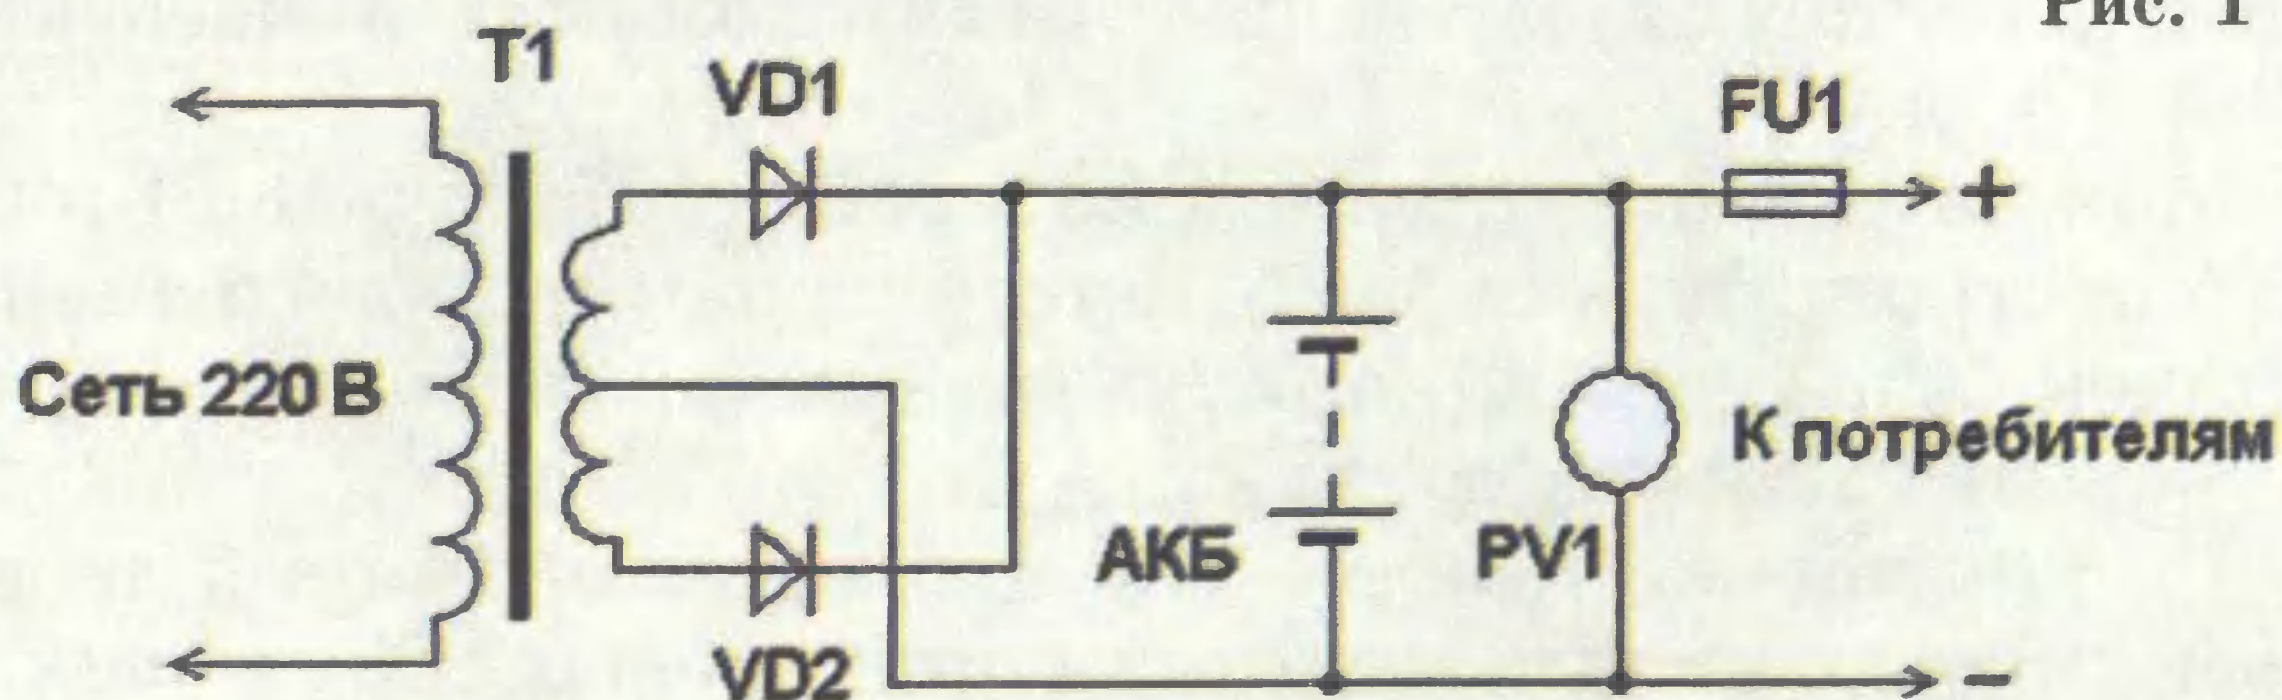 Рис. 1
T1
VD1
FU1
+
Сеть 220 В
К потребителям
АКБ
PV1
VD2
-